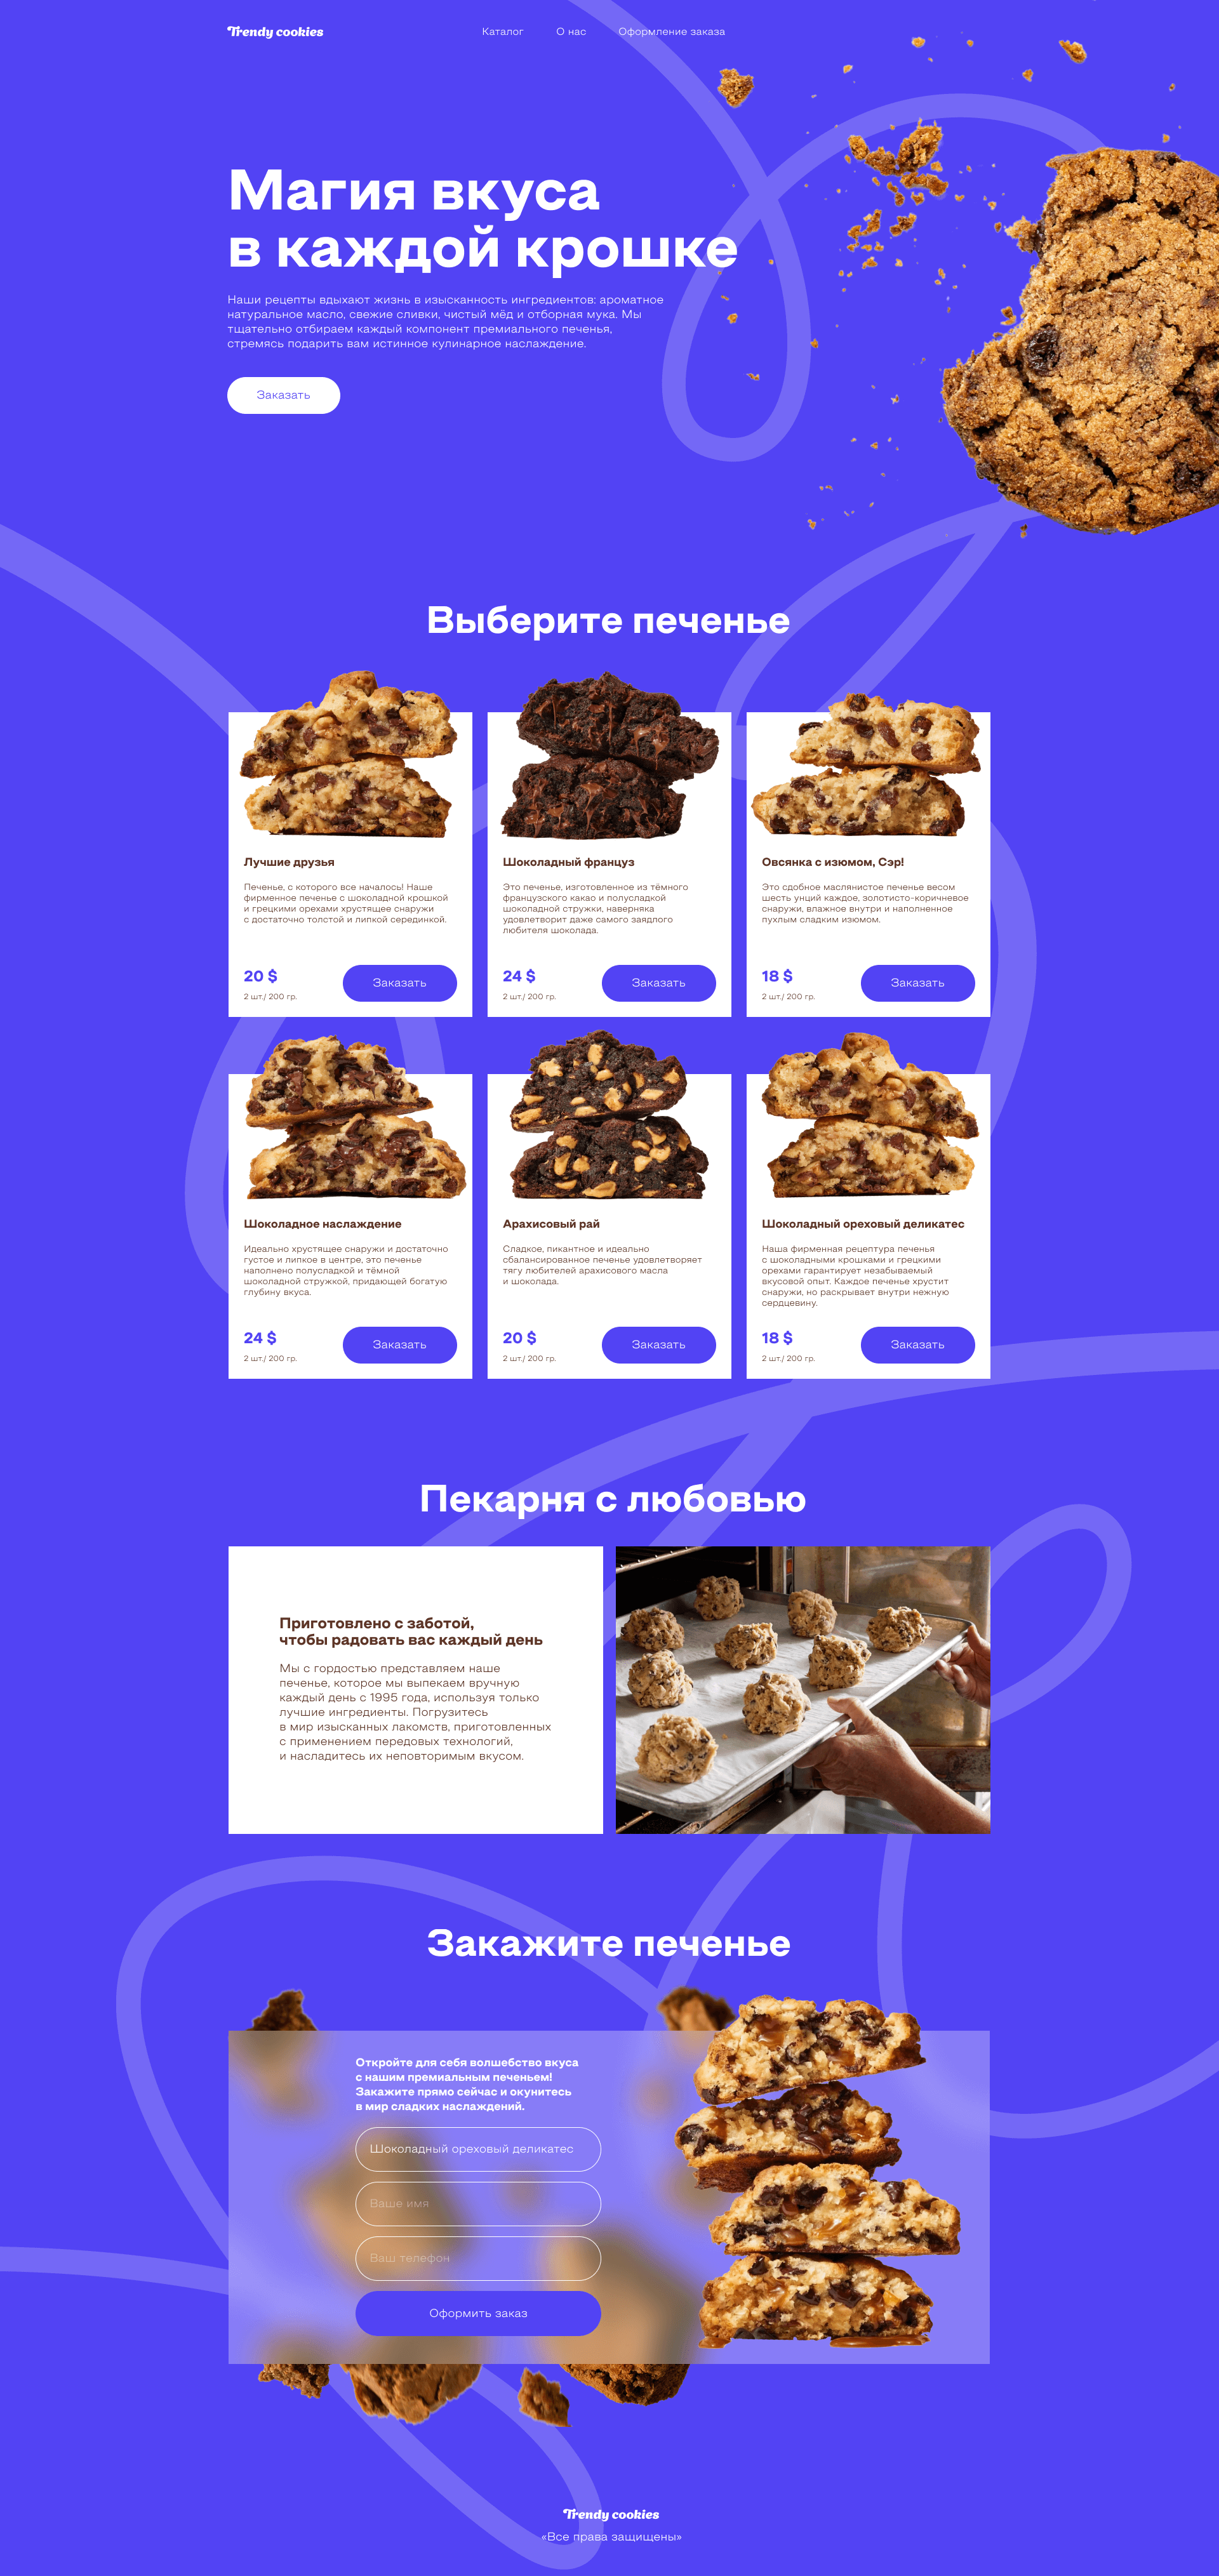 Trendy cookies
Каталог
О нас
Оформление заказа
Магия вкуса
в каждой крошке
Наши рецепты вдыхают жизнь в изысканность ингредиентов: ароматное
натуральное масло, свежие сливки, чистый мёд и отборная мука. Мы
тщательно отбираем каждый компонент премиального печенья,
стремясь подарить вам истинное кулинарное наслаждение.
Заказать
Выберите печенье
Лучшие друзья
Печенье, с которого все началось! Наше
фирменное печенье с шоколадной крошкой
и грецкими орехами хрустящее снаружи
с достаточно толстой и липкой серединкой.
20 $
2 шт./ 200 гр.
Заказать
Шоколадный француз
Это печенье, изготовленное из тёмного
французского какао и полусладкой
шоколадной стружки, наверняка
удовлетворит даже самого заядлого
любителя шоколада.
24 $
2 шт./ 200 гр.
Заказать
Овсянка с изюмом, Сэр!
Это сдобное маслянистое печенье весом
шесть унций каждое, золотисто-коричневое
снаружи, влажное внутри и наполненное
пухлым сладким изюмом.
18 $
2 шт./ 200 гр.
Заказать
Шоколадное наслаждение
Идеально хрустящее снаружи и достаточно
густое и липкое в центре, это печенье
наполнено полусладкой и тёмной
шоколадной стружкой, придающей богатую
глубину вкуса.
24 $
2 шт./ 200 гр.
Заказать
Арахисовый рай
Сладкое, пикантное и идеально
сбалансированное печенье удовлетворяет
тягу любителей арахисового масла
и шоколада.
20 $
2 шт./ 200 гр.
Заказать
Шоколадный ореховый деликатес
Наша фирменная рецептура печенья
с шоколадными крошками и грецкими
орехами гарантирует незабываемый
вкусовой опыт. Каждое печенье хрустит
снаружи, но раскрывает внутри нежную
сердцевину.
18 $
2 шт./ 200 гр.
Заказать
Пекарня с любовью
Приготовлено с заботой,
чтобы радовать вас каждый день
Мы с гордостью представляем наше
печенье, которое мы выпекаем вручную
каждый день с 1995 года, используя только
лучшие ингредиенты. Погрузитесь
в мир изысканных лакомств, приготовленных
с применением передовых технологий,
и насладитесь их неповторимым вкусом.
Закажите печенье
Откройте для себя волшебство вкуса
с нашим премиальным печеньем!
Закажите прямо сейчас и окунитесь
в мир сладких наслаждений.
Шоколадный ореховый деликатес
Ваше имя
Ваш телефон
Оформить заказ
Trendy cookies
«Все права защищены»